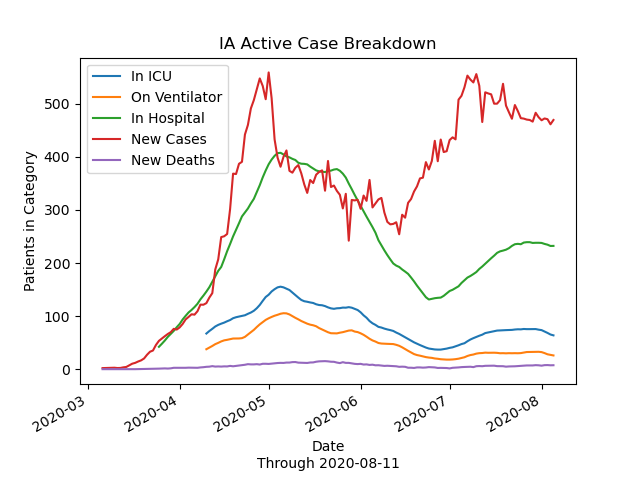 IA Active Case Breakdown
In ICU
On Ventilator
In Hospital
New Cases
New Deaths
Patients in Category
500
400
300
200
100
0
2020-03
2020-04
2020-05
2020-06
2020-07
2020-08
Date
Through 2020-08-11